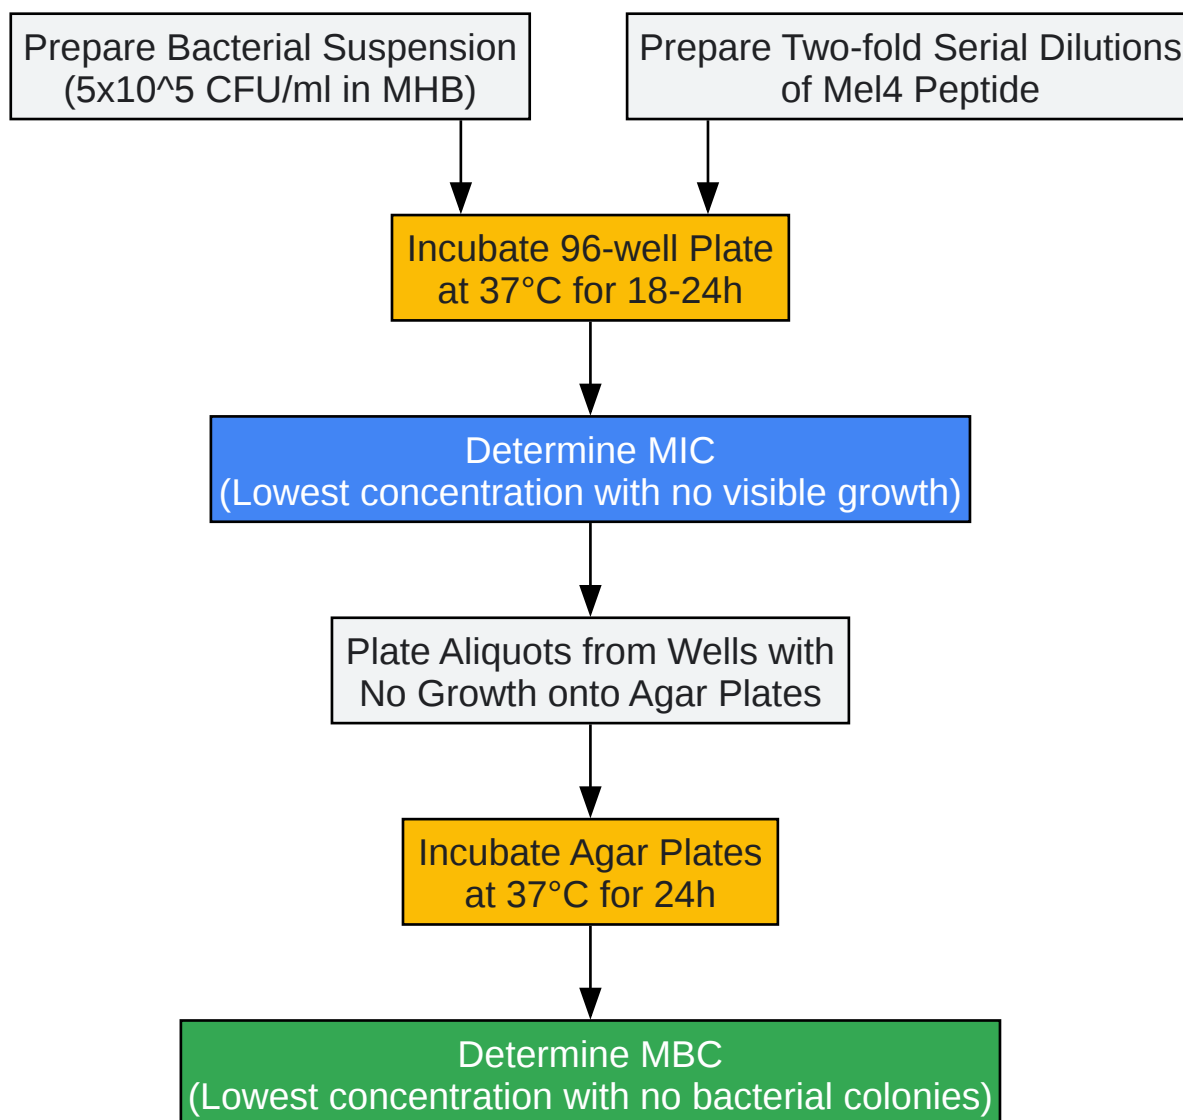 Prepare Bacterial Suspension
(5x10^5 CFU/ml in MHB)
Prepare Two-fold Serial Dilutions
of Mel4 Peptide
Incubate 96-well Plate
at 37°C for 18-24h
Determine MIC
(Lowest concentration with no visible growth)
Plate Aliquots from Wells with
No Growth onto Agar Plates
Incubate Agar Plates
at 37°C for 24h
Determine MBC
(Lowest concentration with no bacterial colonies)